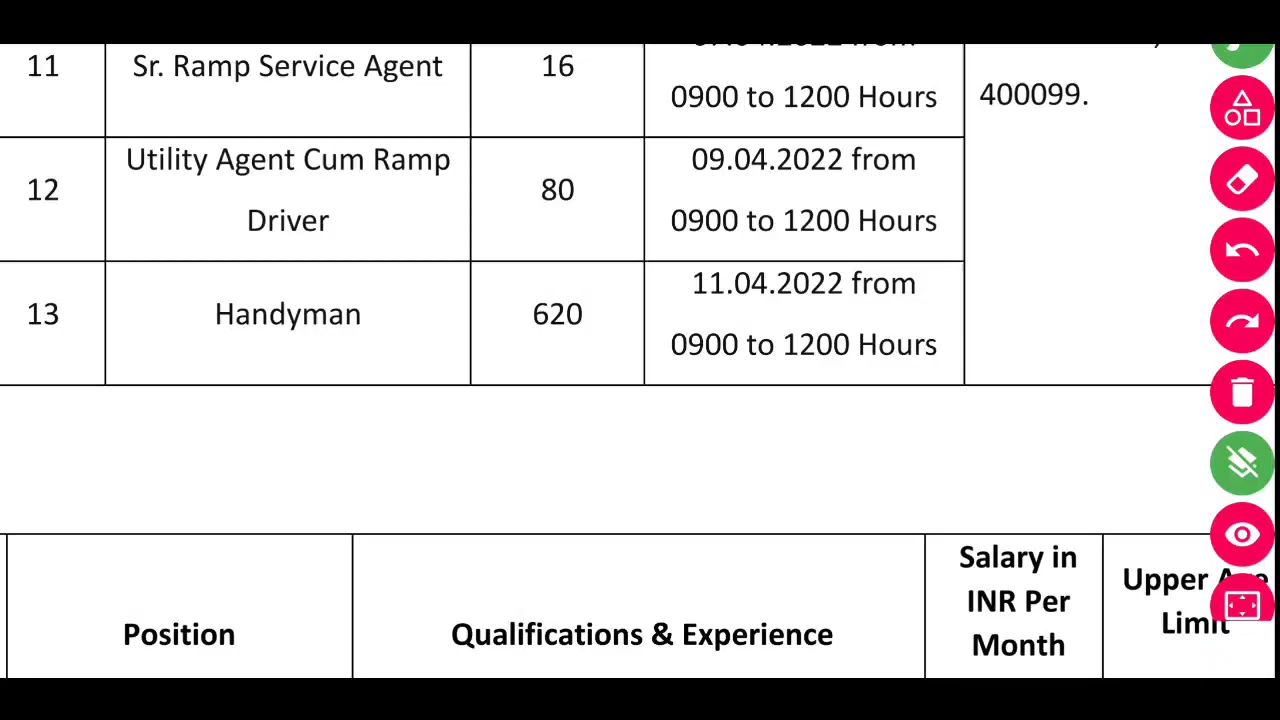 11 Sr. Ramp Service Agent 16
0900 to 1200 Hours
400099.
12 Utility Agent Cum Ramp Driver 80 09.04.2022 from
0900 to 1200 Hours
13 Handyman 620 11.04.2022 from
0900 to 1200 Hours
Position
Qualifications & Experience
Salary in
INR Per
Month
Upper Age
Limit